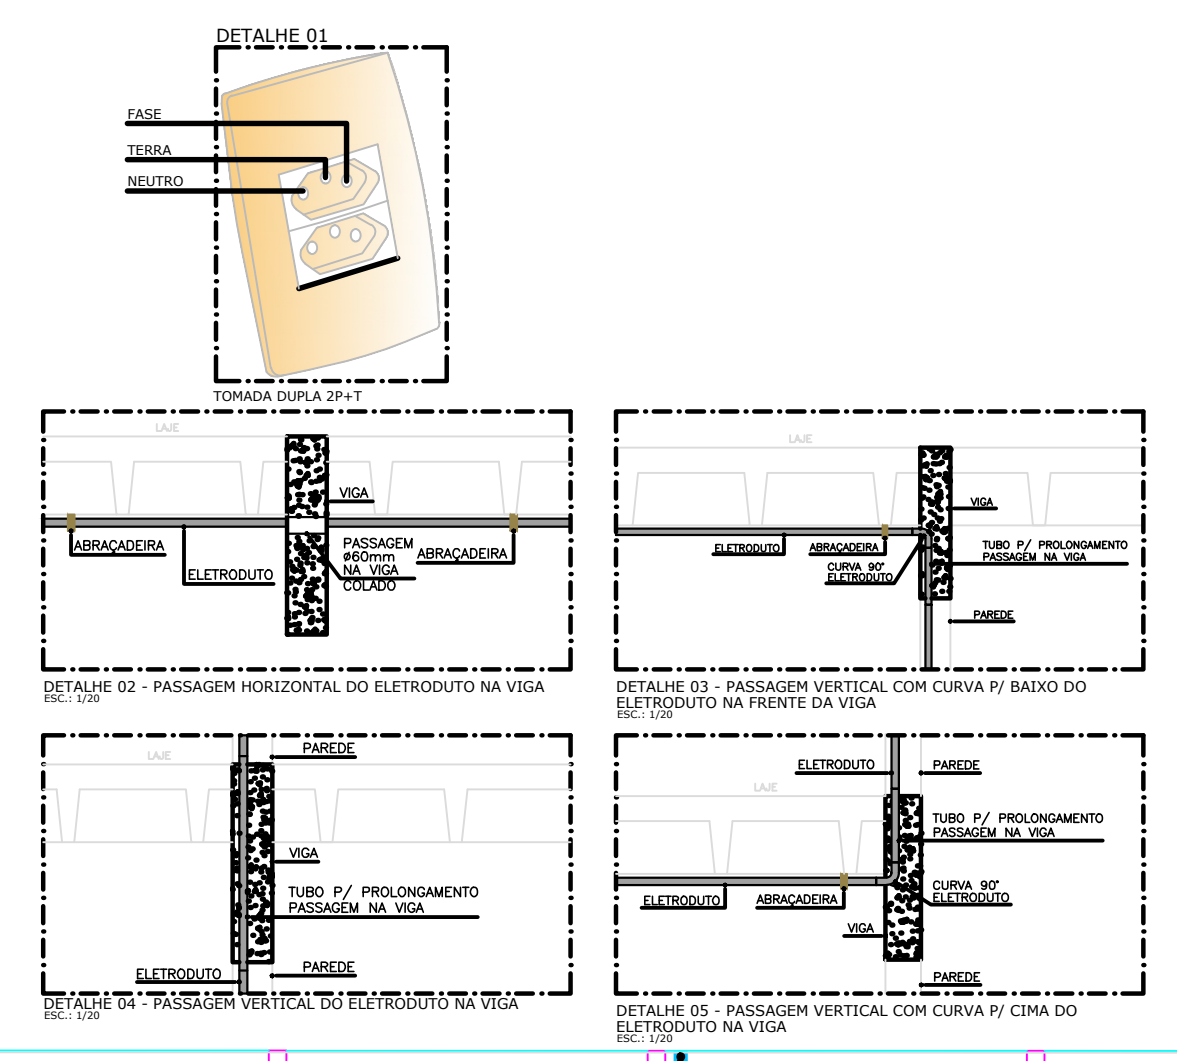 DETALHE 01
FASE
TERRA
NEUTRO
TOMADA DUPLA 2P+T
LAJE
VIGA
ABRAÇADEIRA
ELETRODUTO
PASSAGEM
ø60mm
NA VIGA
COLADO
ABRAÇADEIRA
DETALHE 02 - PASSAGEM HORIZONTAL DO ELETRODUTO NA VIGA
ESC.: 1/20
LAJE
VIGA
ELETRODUTO
ABRAÇADEIRA
CURVA 90°
ELETRODUTO
TUBO P/ PROLONGAMENTO
PASSAGEM NA VIGA
PAREDE
DETALHE 03 - PASSAGEM VERTICAL COM CURVA P/ BAIXO DO
ELETRODUTO NA FRENTE DA VIGA
ESC.: 1/20
PAREDE
LAJE
VIGA
TUBO P/ PROLONGAMENTO
PASSAGEM NA VIGA
PAREDE
ELETRODUTO
DETALHE 04 - PASSAGEM VERTICAL DO ELETRODUTO NA VIGA
ESC.: 1/20
ELETRODUTO
PAREDE
LAJE
TUBO P/ PROLONGAMENTO
PASSAGEM NA VIGA
CURVA 90°
ELETRODUTO
ELETRODUTO
ABRAÇADEIRA
VIGA
PAREDE
DETALHE 05 - PASSAGEM VERTICAL COM CURVA P/ CIMA DO
ELETRODUTO NA VIGA
ESC.: 1/20